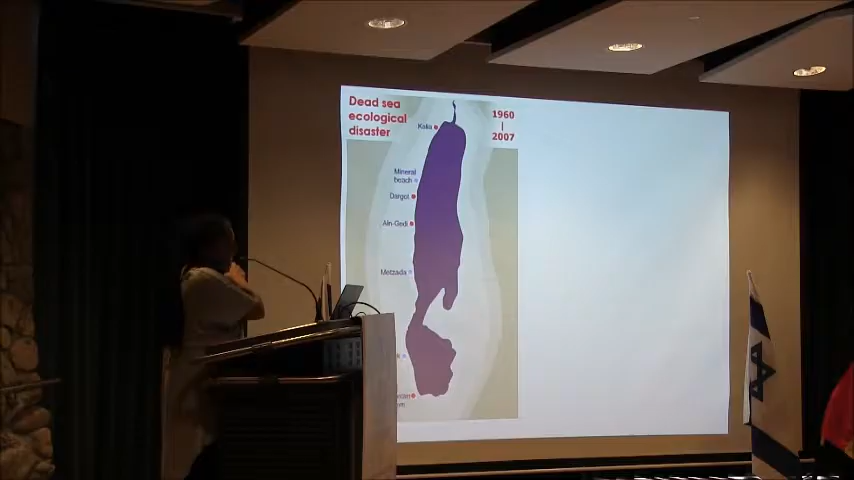 Dead sea
ecological
disaster
1960
2007
Kalia
Mineral
beach
Dargot
Ain-Gedi
Metzada